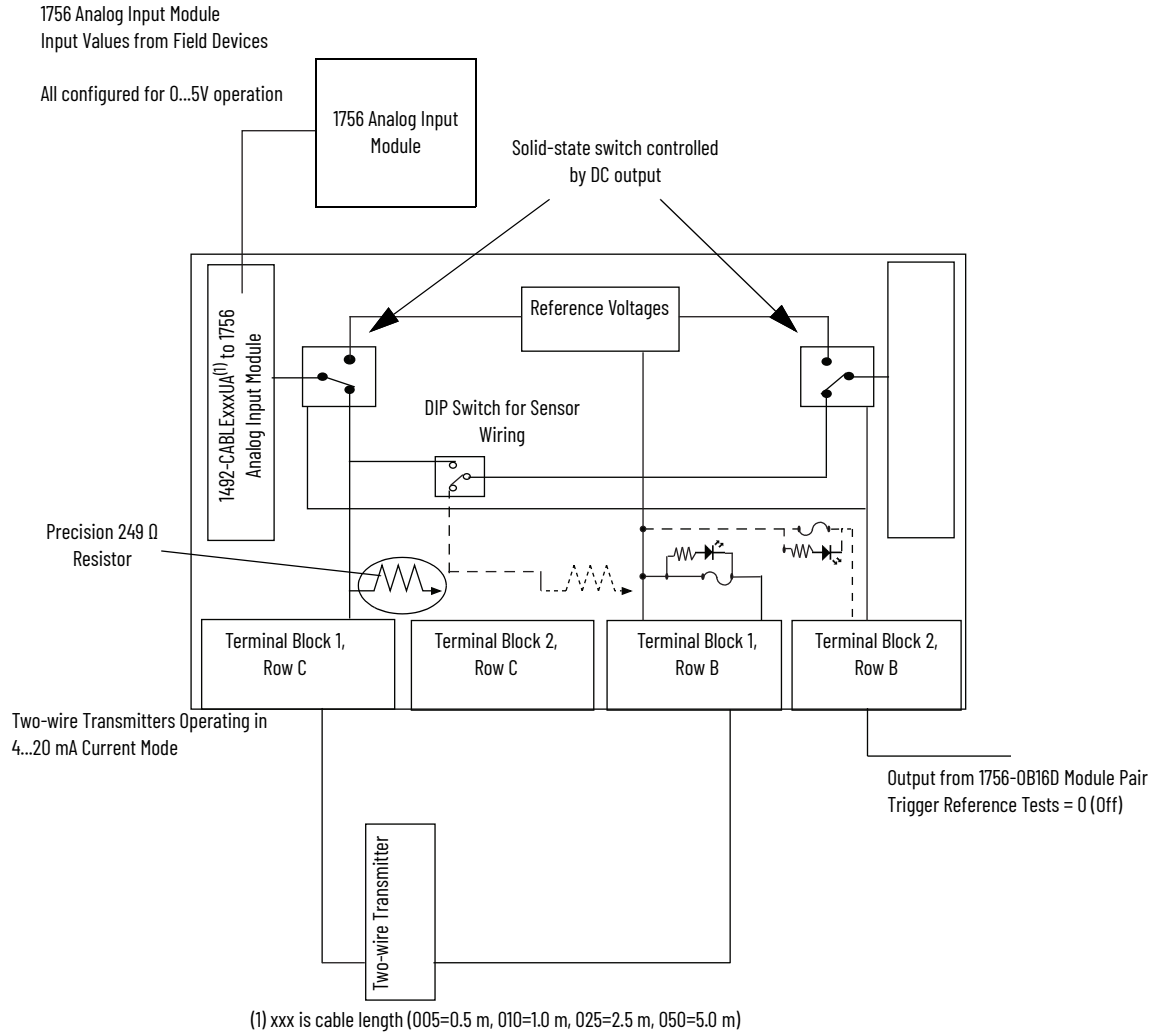 1756 Analog Input Module
Input Values from Field Devices
All configured for 0...5V operation
1756 Analog Input
Module
Solid-state switch controlled
by DC output
Reference Voltages
1492-CABLExxxUA(1) to 1756
Analog Input Module
DIP Switch for Sensor
Wiring
Precision 249 Ω
Resistor
Terminal Block 1,
Row C
Terminal Block 2,
Row C
Terminal Block 1,
Row B
Terminal Block 2,
Row B
Two-wire Transmitters Operating in
4...20 mA Current Mode
Output from 1756-OB16D Module Pair
Trigger Reference Tests = 0 (Off)
Two-wire Transmitter
(1) xxx is cable length (005=0.5 m, 010=1.0 m, 025=2.5 m, 050=5.0 m)